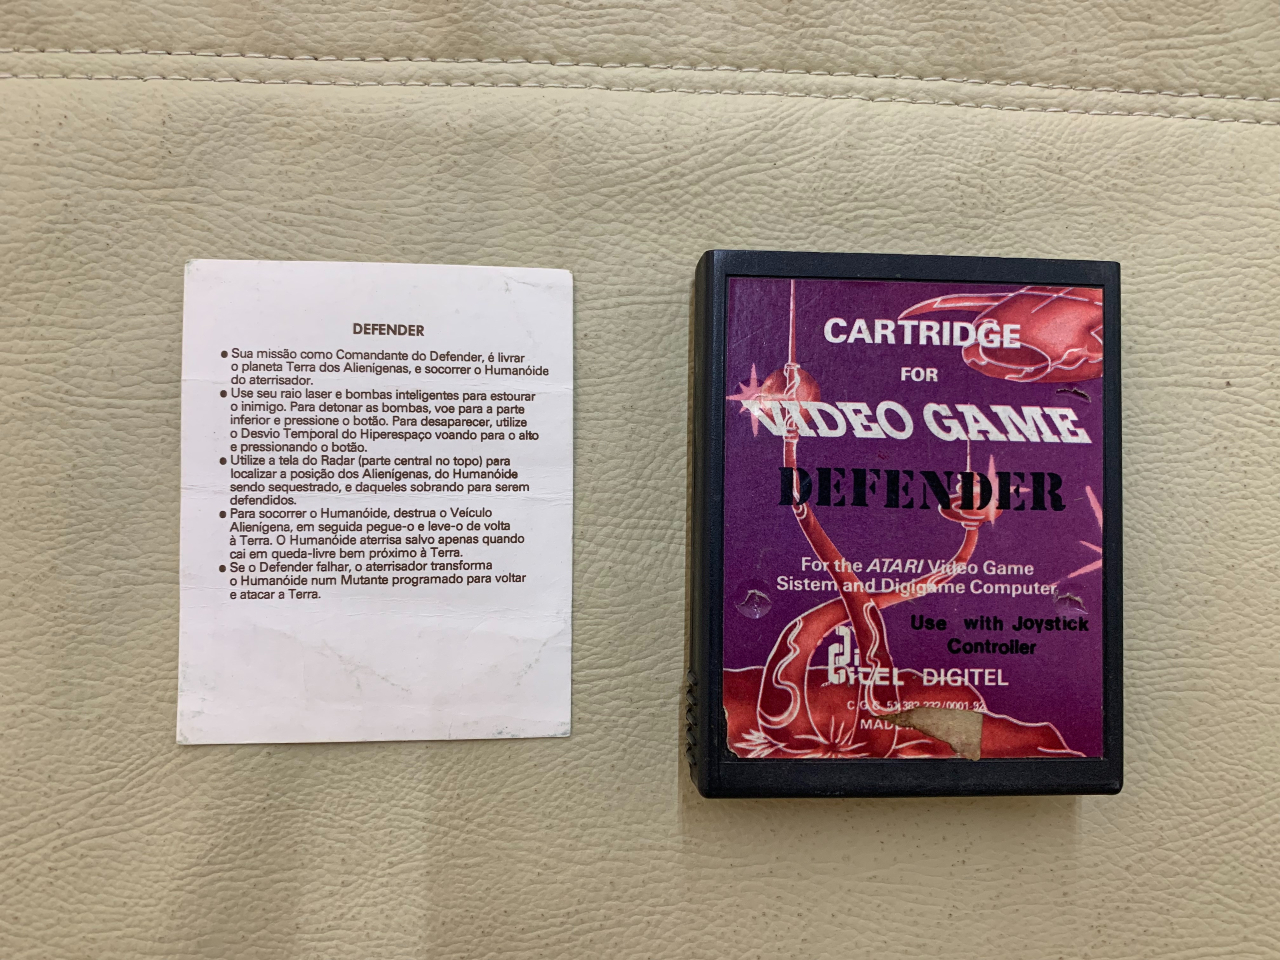 DEFENDER
● Sua missão como Comandante do Defender, é livrar
o planeta Terra dos Alienígenas, e socorrer o Humanóide
do aterrisador.
● Use seu raio laser e bombas inteligentes para estourar
o inimigo. Para detonar as bombas, voe para a parte
inferior e pressione o botão. Para desaparecer, utilize
o Desvio Temporal do Hiperespaço voando para o alto
e pressionando o botão.
● Utilize a tela do Radar (parte central no topo) para
localizar a posição dos Alienígenas, do Humanóide
sendo sequestrado, e daqueles sobrando para serem
defendidos.
● Para socorrer o Humanóide, destrua o Veículo
Alienígena, em seguida pegue-o e leve-o de volta
à Terra. O Humanóide aterrisa salvo apenas quando
cai em queda-livre bem próximo à Terra.
● Se o Defender falhar, o aterrisador transforma
o Humanóide num Mutante programado para voltar
e atacar a Terra.
CARTRIDGE
FOR
VIDEO GAME
DEFENDER
For the ATARI Video Game
Sistem and Digigame Computer
Use with Joystick
Controller
DiGiTEL DIGITEL
C.G.C. 51.382.232/0001-92